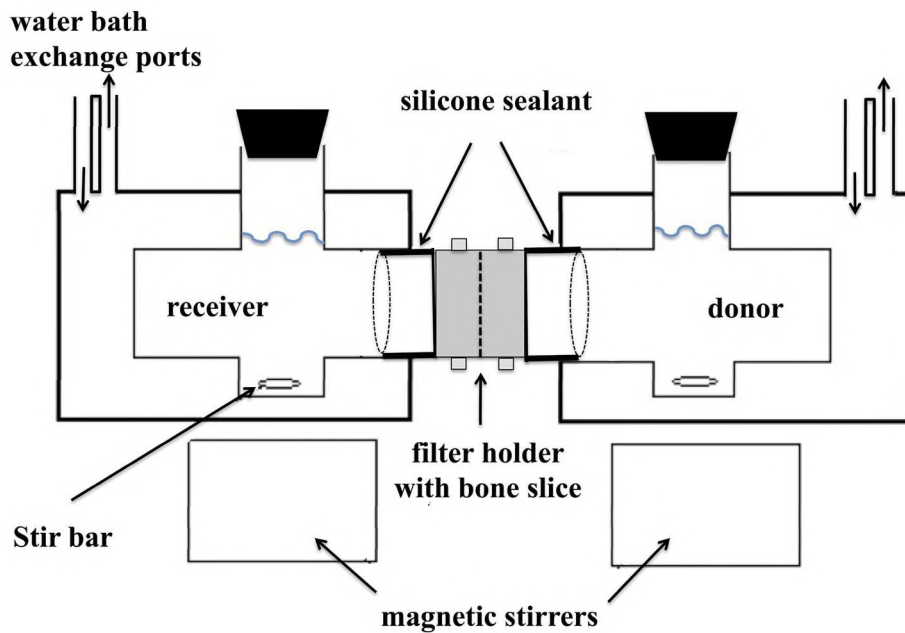 water bath
exchange ports
silicone sealant
receiver
donor
filter holder
with bone slice
Stir bar
magnetic stirrers